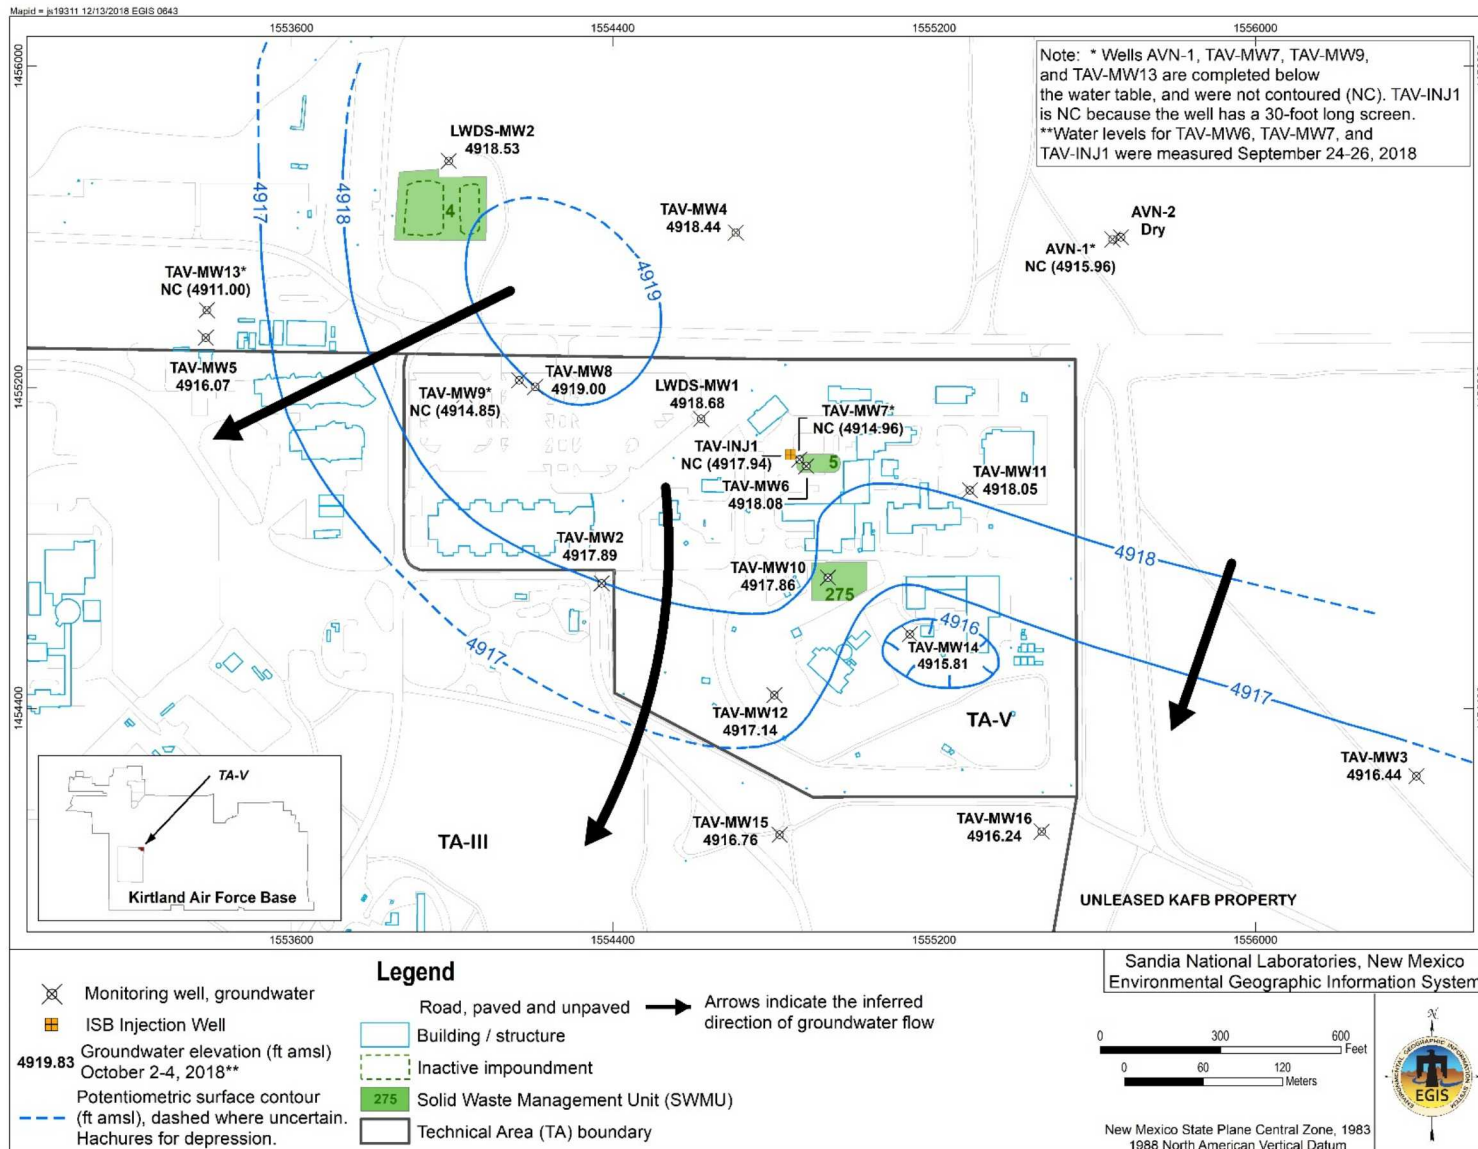 Mapid = js19311 12/13/2018 EGIS 0643
1553600
1554400
1555200
1556000
1456000
1455200
1454400
1456000
1455200
1454400
Note: * Wells AVN-1, TAV-MW7, TAV-MW9,
and TAV-MW13 are completed below
the water table, and were not contoured (NC). TAV-INJ1
is NC because the well has a 30-foot long screen.
**Water levels for TAV-MW6, TAV-MW7, and
TAV-INJ1 were measured September 24-26, 2018
LWDS-MW2
4918.53
4
4917
4918
4919
TAV-MW4
4918.44
AVN-2
Dry
AVN-1*
NC (4915.96)
TAV-MW13*
NC (4911.00)
TAV-MW5
4916.07
TAV-MW8
4919.00
TAV-MW9*
NC (4914.85)
LWDS-MW1
4918.68
TAV-MW7*
NC (4914.96)
TAV-INJ1
NC (4917.94)
5
TAV-MW6
4918.08
TAV-MW11
4918.05
TAV-MW2
4917.89
TAV-MW10
4917.86
275
4918
4916
TAV-MW14
4915.81
4917
4917
TAV-MW12
4917.14
TA-V
TAV-MW3
4916.44
TAV-MW15
4916.76
TAV-MW16
4916.24
TA-III
TA-V
Kirtland Air Force Base
UNLEASED KAFB PROPERTY
1553600
1554400
1555200
1556000
Legend
Monitoring well, groundwater
ISB Injection Well
4919.83 Groundwater elevation (ft amsl)
October 2-4, 2018**
Potentiometric surface contour
(ft amsl), dashed where uncertain.
Hachures for depression.
Road, paved and unpaved
Building / structure
Inactive impoundment
275 Solid Waste Management Unit (SWMU)
Technical Area (TA) boundary
Arrows indicate the inferred
direction of groundwater flow
Sandia National Laboratories, New Mexico
Environmental Geographic Information System
0 300 600
Feet
0 60 120
Meters
New Mexico State Plane Central Zone, 1983
1988 North American Vertical Datum
N
ENVIRONMENTAL GEOGRAPHIC INFORMATION SYSTEM
EGIS